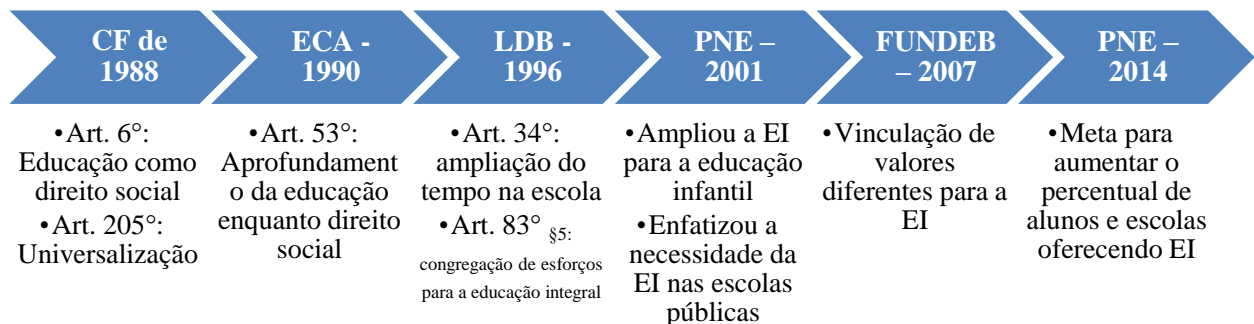 CF de
1988
•Art. 6°:
Educação como
direito social
•Art. 205°:
Universalização
ECA -
1990
•Art. 53°:
Aprofundament
o da educação
enquanto direito
social
LDB -
1996
•Art. 34°:
ampliação do
tempo na escola
•Art. 83° §5:
congregação de esforços
para a educação integral
PNE –
2001
•Ampliou a EI
para a educação
infantil
•Enfatizou a
necessidade da
EI nas escolas
públicas
FUNDEB
– 2007
•Vinculação de
valores
diferentes para a
EI
PNE –
2014
•Meta para
aumentar o
percentual de
alunos e escolas
oferecendo EI